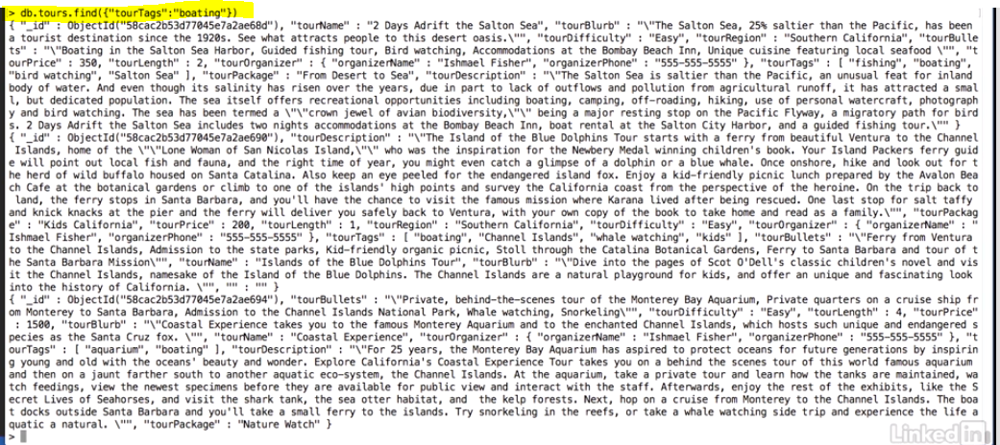 > db.tours.find({"tourTags":"boating"})
{ "_id" : ObjectId("58cac2b53d77045e7a2ae68d"), "tourName" : "2 Days Adrift the Salton Sea", "tourBlurb" : "\"The Salton Sea, 25% saltier than the Pacific, has been
a tourist destination since the 1920s. See what attracts people to this desert oasis.\"", "tourDifficulty" : "Easy", "tourRegion" : "Southern California", "tourBulle
ts" : "\"Boating in the Salton Sea Harbor, Guided fishing tour, Bird watching, Accommodations at the Bombay Beach Inn, Unique cuisine featuring local seafood \"", "t
ourPrice" : 350, "tourLength" : 2, "tourOrganizer" : { "organizerName" : "Ishmael Fisher", "organizerPhone" : "555-555-5555" }, "tourTags" : [ "fishing", "boating",
"bird watching", "Salton Sea" ], "tourPackage" : "From Desert to Sea", "tourDescription" : "\"The Salton Sea is saltier than the Pacific, an unusual feat for inland
body of water. And even though its salinity has risen over the years, due in part to lack of outflows and pollution from agricultural runoff, it has attracted a smal
l, but dedicated population. The sea itself offers recreational opportunities including boating, camping, off-roading, hiking, use of personal watercraft, photograph
y and bird watching. The sea has been termed a \"\"crown jewel of avian biodiversity,\"\" being a major resting stop on the Pacific Flyway, a migratory path for bird
s. 2 Days Adrift the Salton Sea includes two nights accommodations at the Bombay Beach Inn, boat rental at the Salton City Harbor, and a guided fishing tour.\"" }
{ "_id" : ObjectId("58cac2b53d77045e7a2ae690"), "tourDescription" : "\"The Island of the Blue Dolphins Tour starts with a ferry from beautiful Ventura to the Channel
Islands, home of the \"\"Lone Woman of San Nicolas Island,\"\" who was the inspiration for the Newbery Medal winning children's book. Your Island Packers ferry guid
e will point out local fish and fauna, and the right time of year, you might even catch a glimpse of a dolphin or a blue whale. Once onshore, hike and look out for t
he herd of wild buffalo housed on Santa Catalina. Also keep an eye peeled for the endangered island fox. Enjoy a kid-friendly picnic lunch prepared by the Avalon Bea
ch Cafe at the botanical gardens or climb to one of the islands' high points and survey the California coast from the perspective of the heroine. On the trip back to
land, the ferry stops in Santa Barbara, and you'll have the chance to visit the famous mission where Karana lived after being rescued. One last stop for salt taffy
and knick knacks at the pier and the ferry will deliver you safely back to Ventura, with your own copy of the book to take home and read as a family.\"", "tourPackag
e" : "Kids California", "tourPrice" : 200, "tourLength" : 1, "tourRegion" : "Southern California", "tourDifficulty" : "Easy", "tourOrganizer" : { "organizerName" : "
Ishmael Fisher", "organizerPhone" : "555-555-5555" }, "tourTags" : [ "boating", "Channel Islands", "whale watching", "kids" ], "tourBullets" : "\"Ferry from Ventura
to the Channel Islands, Admission to the state parks, Kid-friendly organic picnic, Stoll through the Catalina Botanical Gardens, Ferry to Santa Barbara and tour of t
he Santa Barbara Mission\"", "tourName" : "Islands of the Blue Dolphins Tour", "tourBlurb" : "\"Dive into the pages of Scot O'Dell's classic children's novel and vis
it the Channel Islands, namesake of the Island of the Blue Dolphins. The Channel Islands are a natural playground for kids, and offer an unique and fascinating look
into the history of California. \"", "" : "" }
{ "_id" : ObjectId("58cac2b53d77045e7a2ae694"), "tourBullets" : "\"Private, behind-the-scenes tour of the Monterey Bay Aquarium, Private quarters on a cruise ship fr
om Monterey to Santa Barbara, Admission to the Channel Islands National Park, Whale watching, Snorkeling\"", "tourDifficulty" : "Easy", "tourLength" : 4, "tourPrice"
: 1500, "tourBlurb" : "\"Coastal Experience takes you to the famous Monterey Aquarium and to the enchanted Channel Islands, which hosts such unique and endangered s
pecies as the Santa Cruz fox. \"", "tourName" : "Coastal Experience", "tourOrganizer" : { "organizerName" : "Ishmael Fisher", "organizerPhone" : "555-555-5555" }, "t
ourTags" : [ "aquarium", "boating" ], "tourDescription" : "\"For 25 years, the Monterey Bay Aquarium has aspired to protect oceans for future generations by inspirin
g young and old with the oceans' beauty and wonder. Explore California's Coastal Experience Tour takes you on a behind the scenes tour of this world famous aquarium
and then on a jaunt farther south to another aquatic eco-system, the Channel Islands. At the aquarium, take a private tour and learn how the tanks are maintained, wa
tch feedings, view the newest specimens before they are available for public view and interact with the staff. Afterwards, enjoy the rest of the exhibits, like the S
ecret Lives of Seahorses, and visit the shark tank, the sea otter habitat, and  the kelp forests. Next, hop on a cruise from Monterey to the Channel Islands. The boa
t docks outside Santa Barbara and you'll take a small ferry to the islands. Try snorkeling in the reefs, or take a whale watching side trip and experience the life a
quatic a natural. \"", "tourPackage" : "Nature Watch" }
>
Linked in